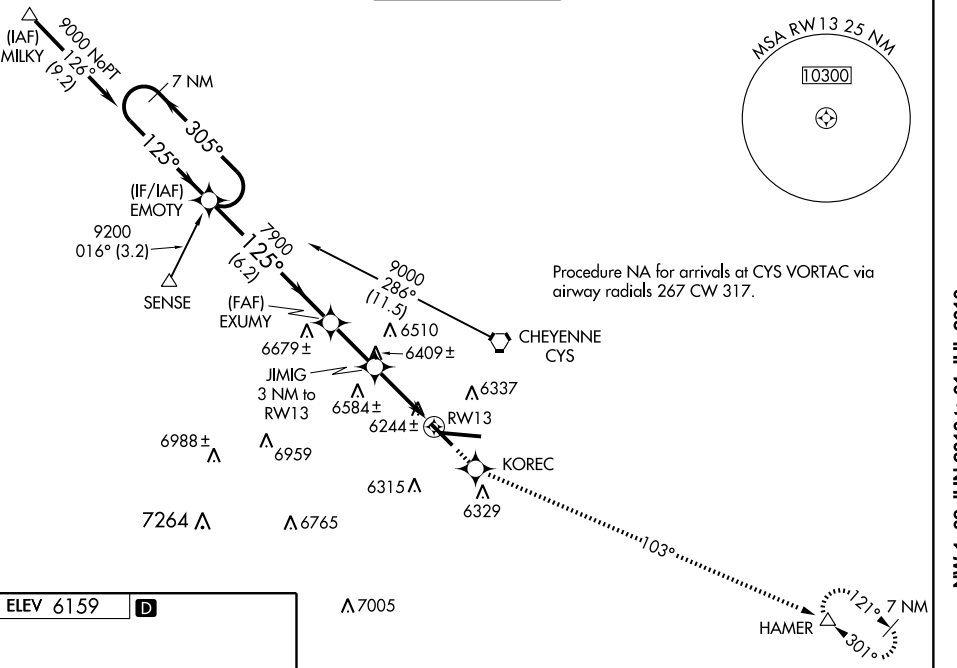 (IAF)
MILKY
9000 NoPT
126°
(9.2)
7 NM
305°
125°
(IF/IAF)
EMOTY
9200
016° (3.2)
SENSE
7900
125°
(6.2)
(FAF)
EXUMY
9000
286°
(11.5)
CHEYENNE
CYS
MSA RW13 25 NM
10300
Procedure NA for arrivals at CYS VORTAC via
airway radials 267 CW 317.
6679±
6510
6409±
JIMIG
3 NM to
RW13
6584±
6337
6244±
RW13
6988±
6959
KOREC
6315
6329
7264
6765
103°
7005
HAMER
121°
7 NM
301°
ELEV 6159
D